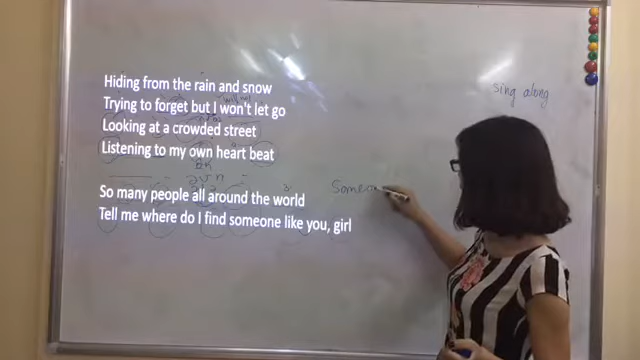 sing along
Hiding from the rain and snow
Trying to forget but I won't let go
Looking at a crowded street
Listening to my own heart beat
So many people all around the world
Tell me where do I find someone like you, girl
Someon